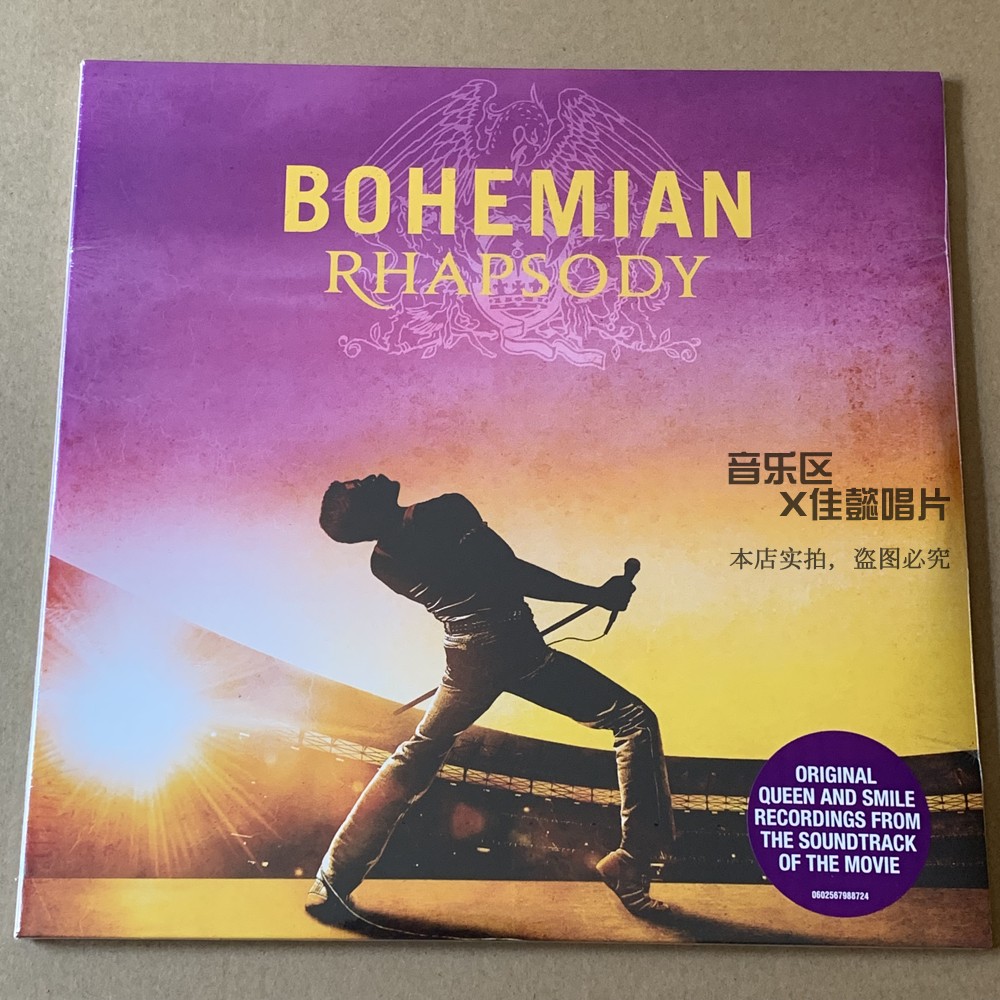 BOHEMIAN
RHAPSODY
音乐区
X佳懿唱片
本店实拍，盗图必究
ORIGINAL
QUEEN AND SMILE
RECORDINGS FROM
THE SOUNDTRACK
OF THE MOVIE
0602567988724